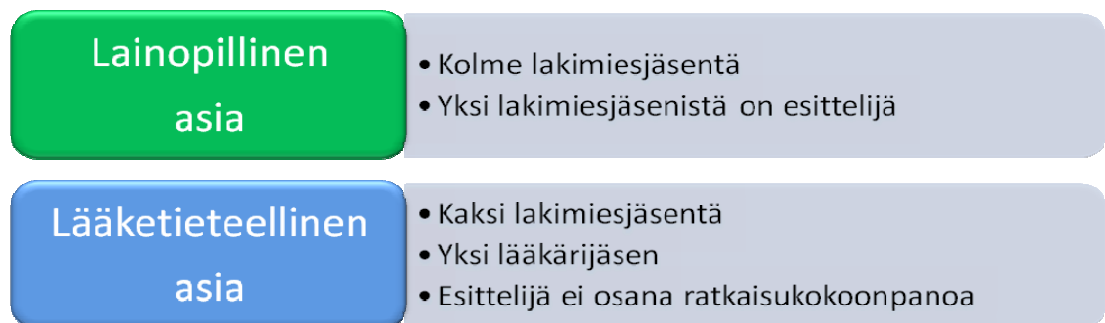 Lainopillinen
asia
• Kolme lakimiesjäsentä
• Yksi lakimiesjäsenistä on esittelijä
Lääketieteellinen
asia
• Kaksi lakimiesjäsentä
• Yksi lääkärijäsen
• Esittelijä ei osana ratkaisukokoonpanoa